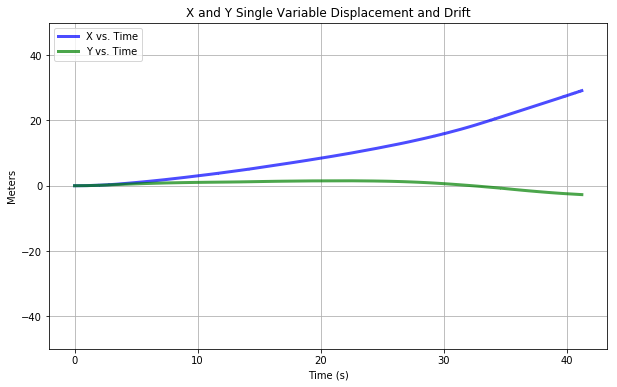 X and Y Single Variable Displacement and Drift
X vs. Time
Y vs. Time
40
20
0
−20
−40
Meters
0 10 20 30 40
Time (s)